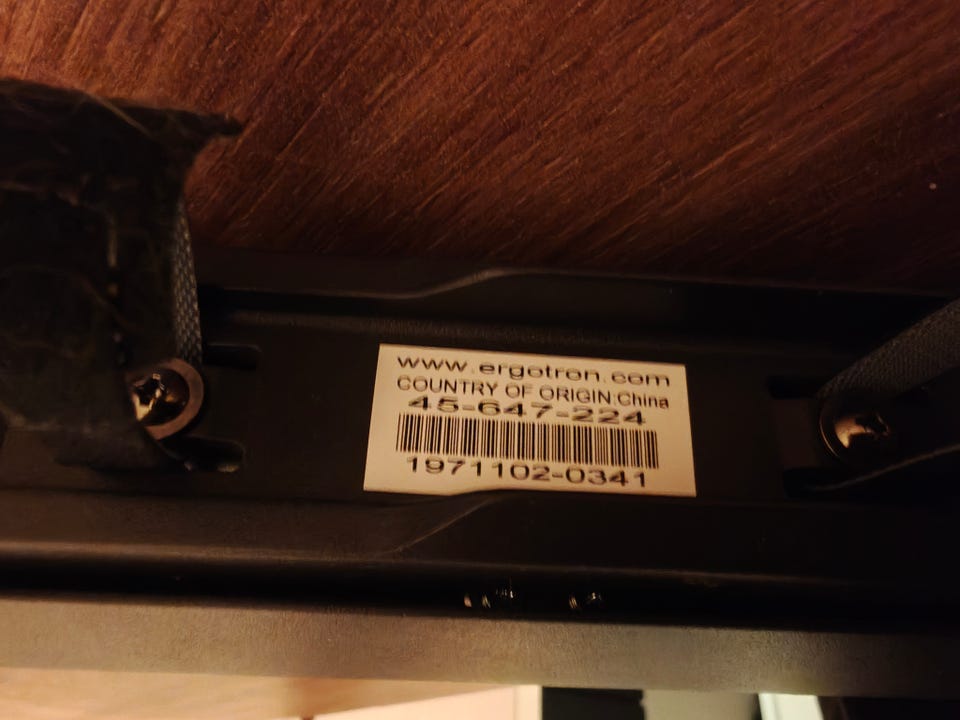 www.ergotron.com
COUNTRY OF ORIGIN:China
45-647-224
1971102-0341